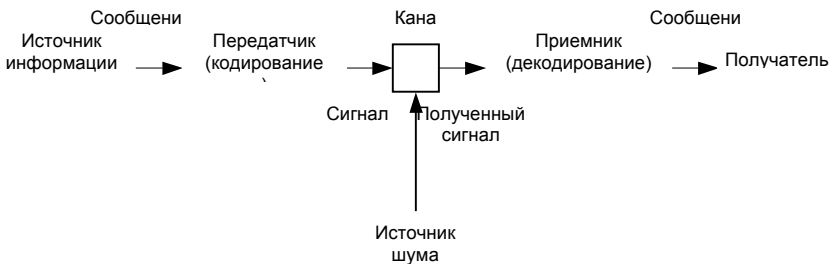 Сообщени
Кана
Сообщени
Источник
информации
Передатчик
(кодирование
Приемник
(декодирование)
Получатель
Сигнал
Полученный
сигнал
Источник
шума